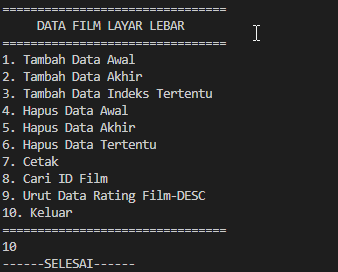 ===============================
DATA FILM LAYAR LEBAR
===============================
1. Tambah Data Awal
2. Tambah Data Akhir
3. Tambah Data Indeks Tertentu
4. Hapus Data Awal
5. Hapus Data Akhir
6. Hapus Data Tertentu
7. Cetak
8. Cari ID Film
9. Urut Data Rating Film-DESC
10. Keluar
===============================
10
------SELESAI------